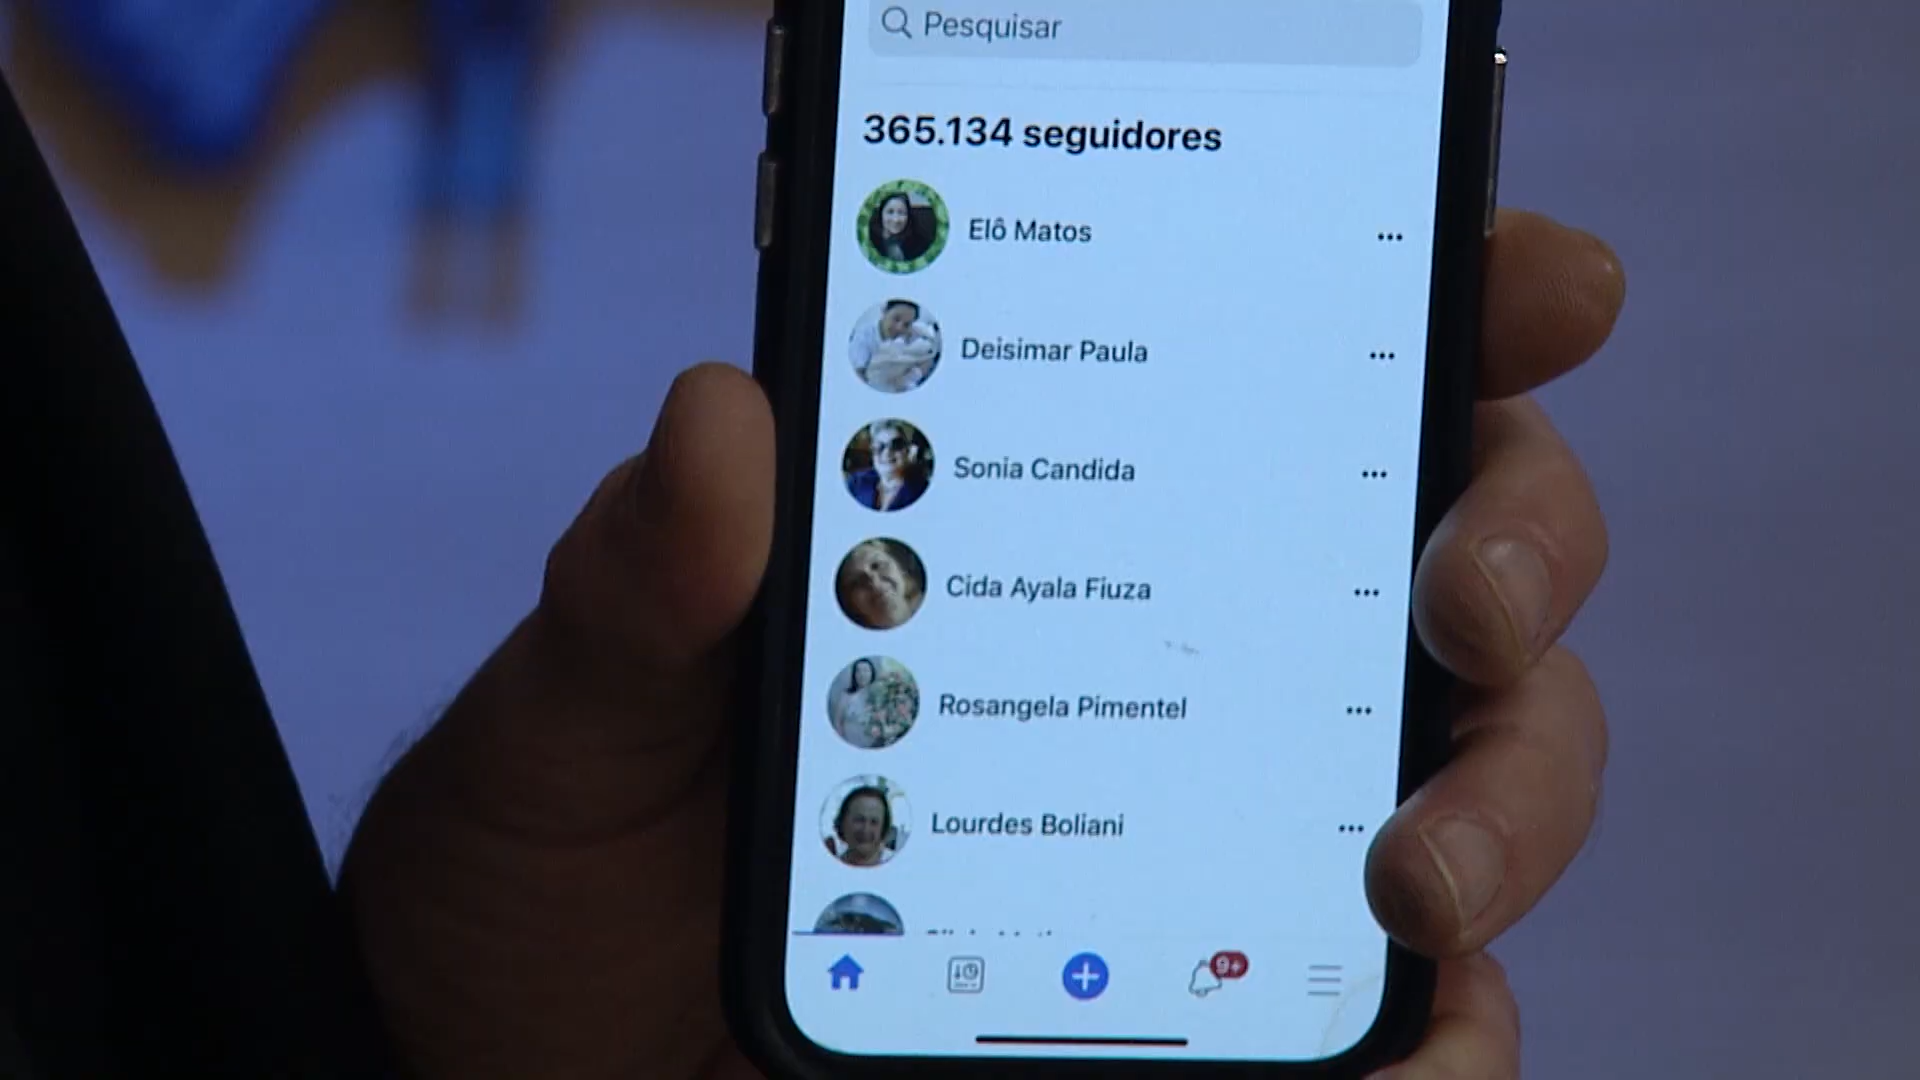 Pesquisar
365.134 seguidores
Elô Matos
Deisimar Paula
Sonia Candida
Cida Ayala Fiuza
Rosangela Pimentel
Lourdes Boliani
9+